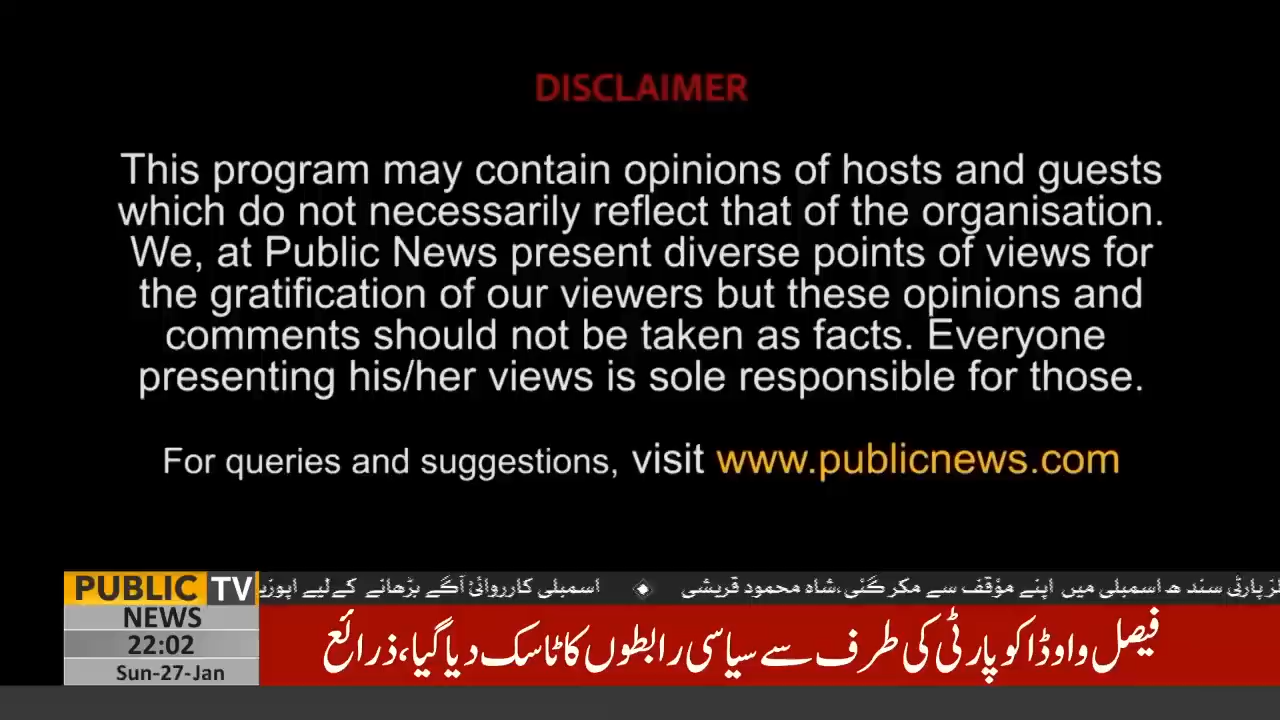 DISCLAIMER
This program may contain opinions of hosts and guests
which do not necessarily reflect that of the organisation.
We, at Public News present diverse points of views for
the gratification of our viewers but these opinions and
comments should not be taken as facts. Everyone
presenting his/her views is sole responsible for those.
For queries and suggestions, visit www.publicnews.com
PUBLIC TV
NEWS
22:02
Sun-27-Jan
پارٹی سندھ اسمبلی میں اپنے مؤقف سے مکر گئی ،شاہ محمود قریشی اسمبلی کارروائی آگے بڑھانے کےلیے
فیصل واوڈا کو پارٹی کی طرف سے سیاسی رابطوں کا ٹاسک دیا گیا، ذرائع